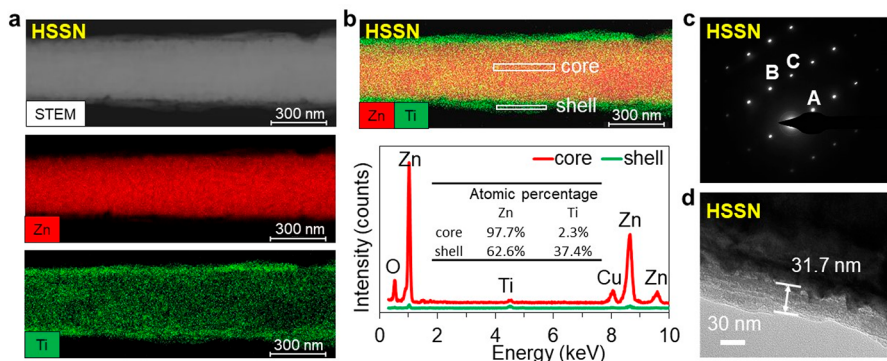 a
HSSN
STEM
300 nm
Zn
300 nm
Ti
300 nm
b
HSSN
core
shell
Zn Ti
300 nm
Intensity (counts)
Zn
core shell
Atomic percentage
Zn Ti
core 97.7% 2.3%
shell 62.6% 37.4%
Zn
O
Ti
Cu
Zn
0 2 4 6 8 10
Energy (keV)
c
HSSN
C
B
A
d
HSSN
31.7 nm
30 nm